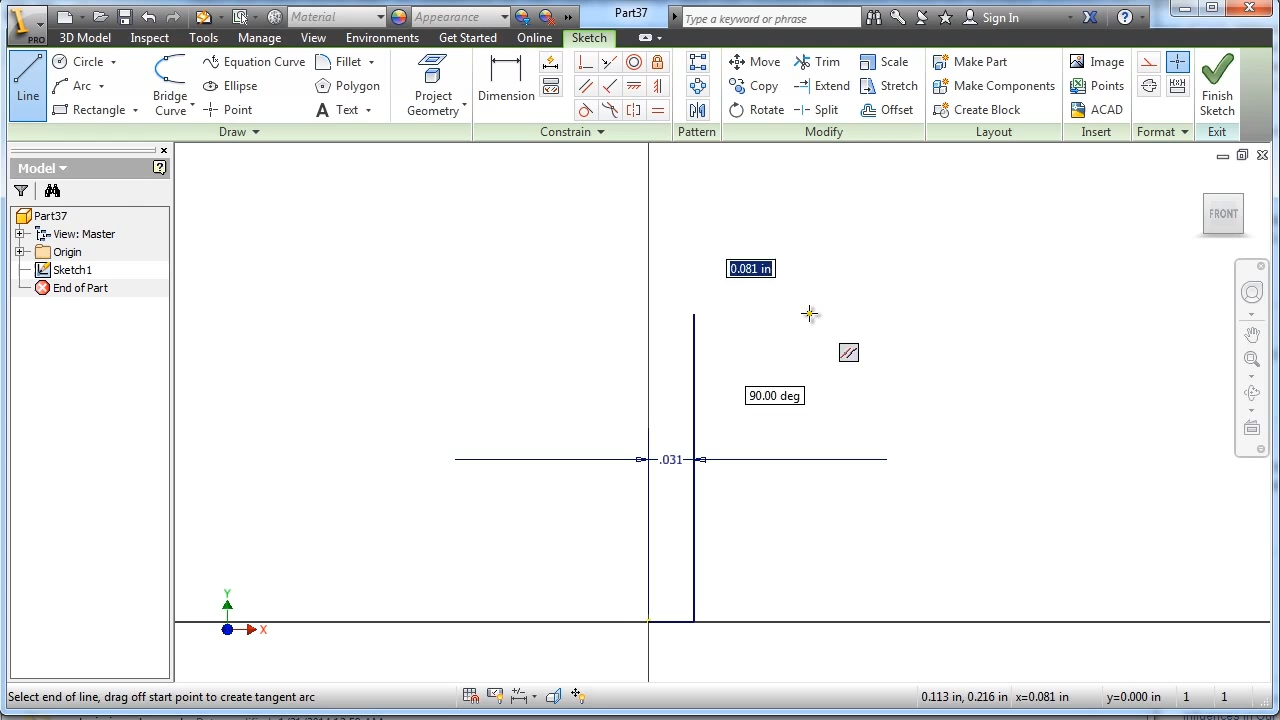 Material
Appearance
Part37
Type a keyword or phrase
Sign In
PRO
3D Model Inspect Tools Manage View Environments Get Started Online Sketch
Line
Circle
Arc
Rectangle
Bridge
Curve
Equation Curve
Ellipse
Point
Fillet
Polygon
Text
Draw
Project
Geometry
Dimension
Constrain
Pattern
Move
Copy
Rotate
Trim
Extend
Split
Scale
Stretch
Offset
Modify
Make Part
Make Components
Create Block
Layout
Image
Points
ACAD
Insert
Format
Finish
Sketch
Exit
Model
Part37
View: Master
Origin
Sketch1
End of Part
FRONT
0.081 in
90.00 deg
.031
Y
X
Select end of line, drag off start point to create tangent arc
0.113 in, 0.216 in x=0.081 in y=0.000 in 1 1